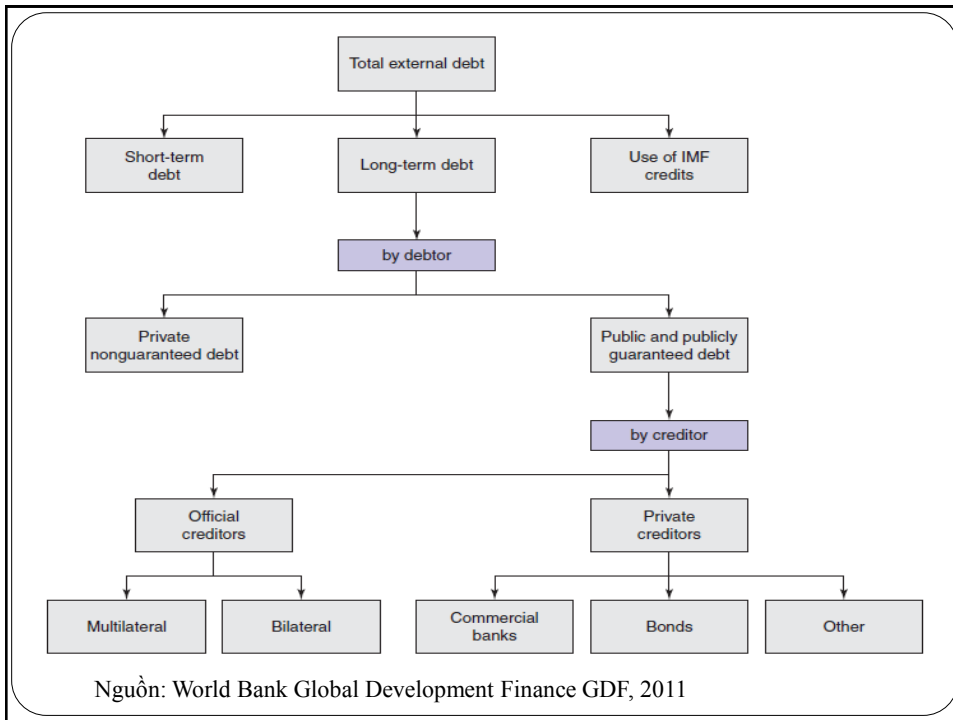 Total external debt
Short-term
debt
Long-term debt
Use of IMF
credits
by debtor
Private
nonguaranteed debt
Public and publicly
guaranteed debt
by creditor
Official
creditors
Private
creditors
Multilateral
Bilateral
Commercial
banks
Bonds
Other
Nguồn: World Bank Global Development Finance GDF, 2011